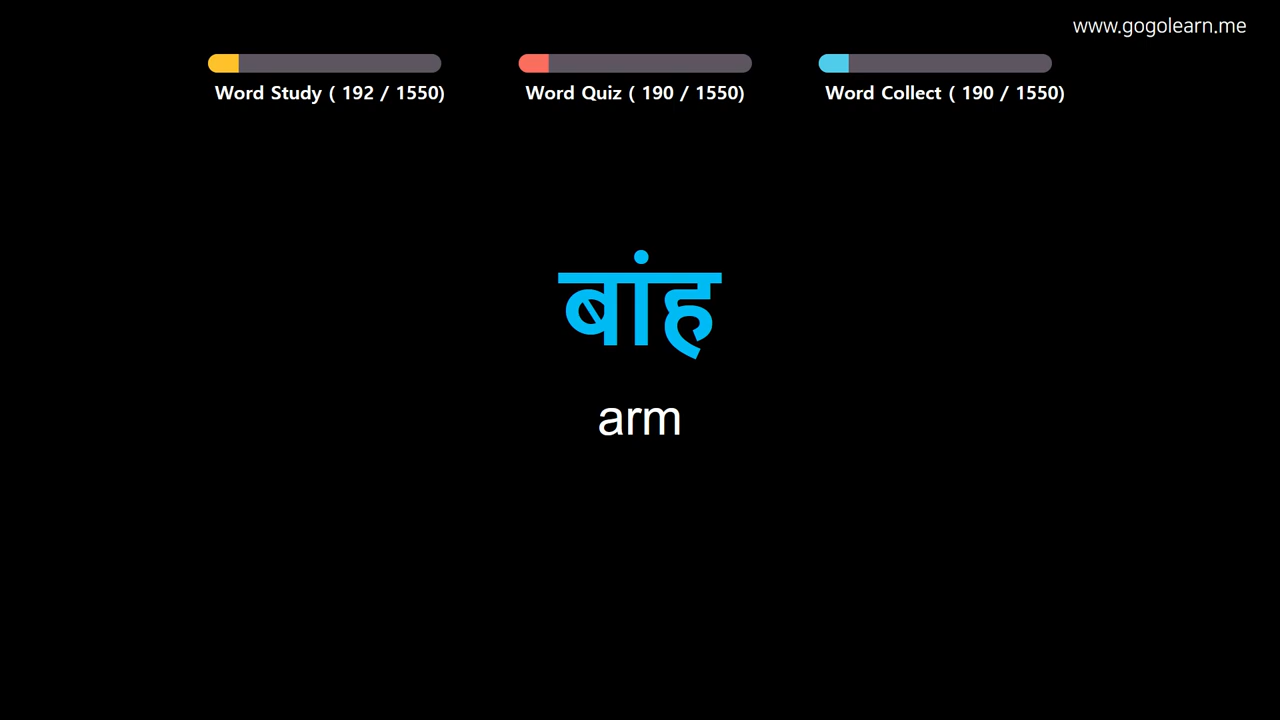 www.gogolearn.me
Word Study ( 192 / 1550)
Word Quiz ( 190 / 1550)
Word Collect ( 190 / 1550)
बांह
arm